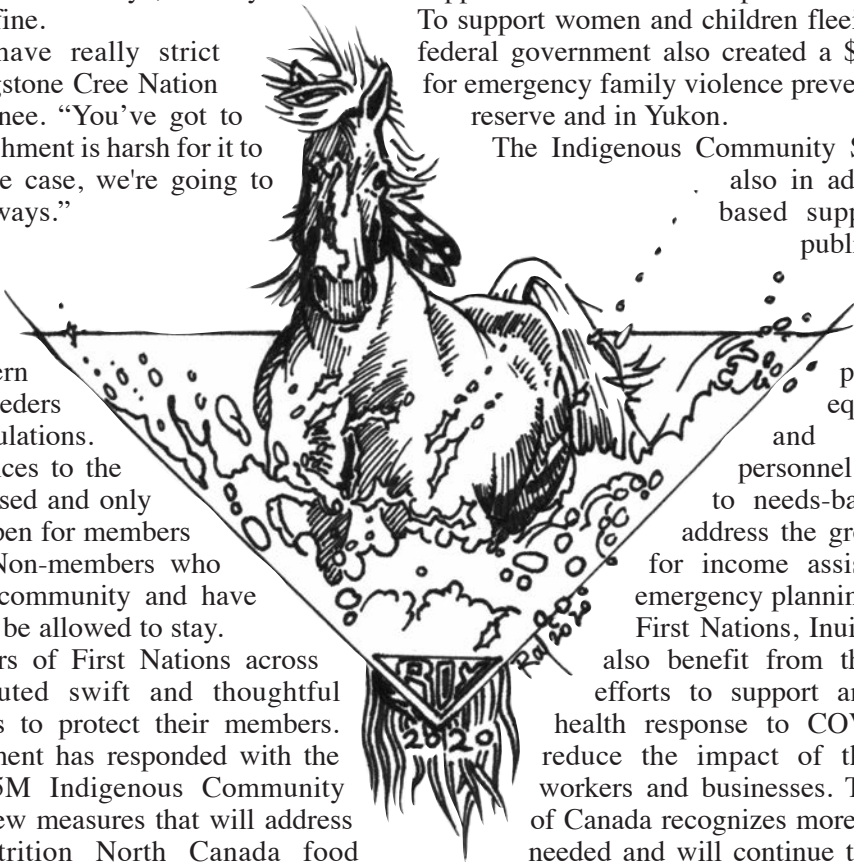 fine.
have really strict
gstone Cree Nation
nee. “You’ve got to
hment is harsh for it to
e case, we're going to
ways.”
ern
eders
ulations.
nces to the
sed and only
pen for members
Non-members who
community and have
be allowed to stay.
rs of First Nations across
uted swift and thoughtful
s to protect their members.
ment has responded with the
5M Indigenous Community
ew measures that will address
trition North Canada food
2020
2020
To support women and children flee
federal government also created a $
for emergency family violence preve
reserve and in Yukon.
The Indigenous Community S
also in ad
based supp
publi
p
eq
and
personnel
to needs-ba
address the gr
for income assis
emergency plannin
First Nations, Inui
also benefit from th
efforts to support a
health response to COV
reduce the impact of th
workers and businesses. T
of Canada recognizes more
needed and will continue t